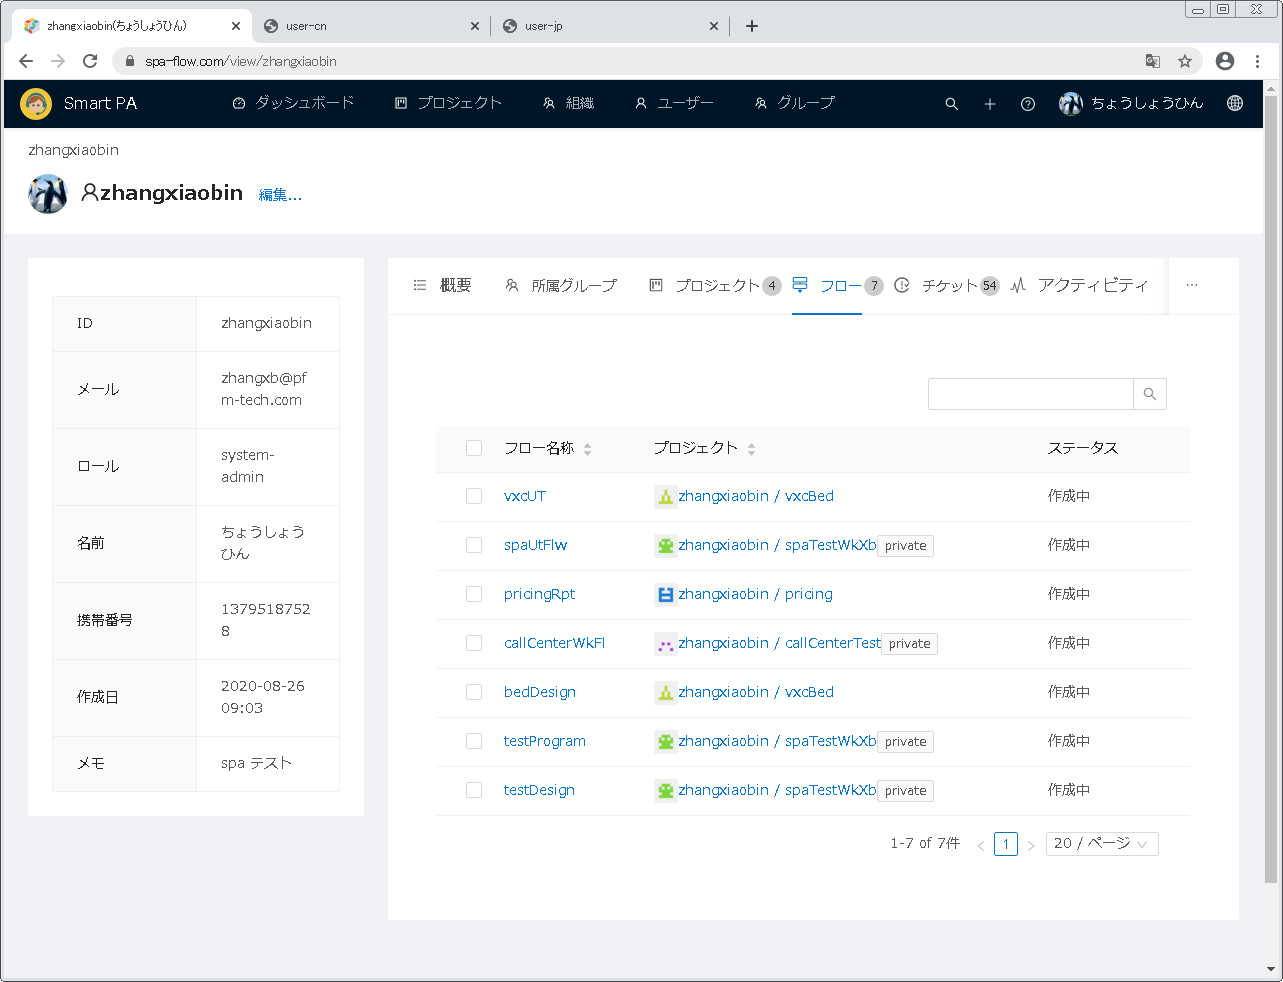 zhangxiaobin(ちょうしょうひん)
user-cn
user-jp
spa-flow.com/view/zhangxiaobin
Smart PA
ダッシュボード
プロジェクト
組織
ユーザー
グループ
ちょうしょうひん
zhangxiaobin
zhangxiaobin 編集...
概要
所属グループ
プロジェクト 4
フロー 7
チケット 54
アクティビティ
...
ID zhangxiaobin
メール zhangxb@pf
m-tech.com
ロール system-
admin
名前 ちょうしょう
ひん
携帯番号 1379518752
8
作成日 2020-08-26
09:03
メモ spa テスト
フロー名称 プロジェクト ステータス
vxcUT zhangxiaobin / vxcBed 作成中
spaUtFlw zhangxiaobin / spaTestWkXb private 作成中
pricingRpt zhangxiaobin / pricing 作成中
callCenterWkFl zhangxiaobin / callCenterTest private 作成中
bedDesign zhangxiaobin / vxcBed 作成中
testProgram zhangxiaobin / spaTestWkXb private 作成中
testDesign zhangxiaobin / spaTestWkXb private 作成中
1-7 of 7件 < 1 > 20 / ページ